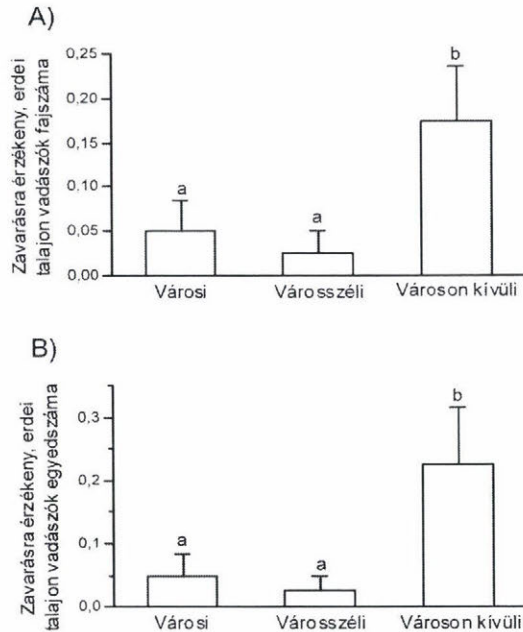 A)
Zavarásra érzékeny, erdei
talajon vadászók fajszáma
0,25
0,20
0,15
0,10
0,05
0,00
a
a
b
Városi
Városszéli
Városon kívüli
B)
Zavarásra érzékeny, erdei
talajon vadászók egyedszáma
0,3
0,2
0,1
0,0
a
a
b
Városi
Városszéli
Városon kívüli